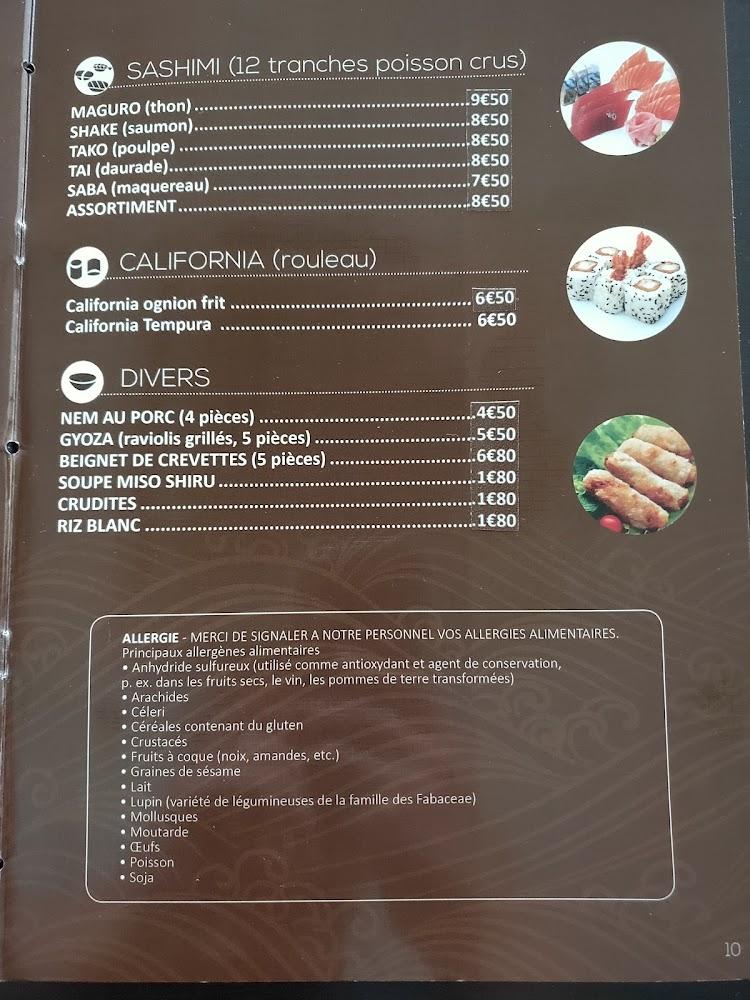 SASHIMI (12 tranches poisson crus)
MAGURO (thon) 9€50
SHAKE (saumon) 8€50
TAKO (poulpe) 8€50
TAI (daurade) 8€50
SABA (maquereau) 7€50
ASSORTIMENT 8€50
CALIFORNIA (rouleau)
California ognion frit 6€50
California Tempura 6€50
DIVERS
NEM AU PORC (4 pièces) 4€50
GYOZA (raviolis grillés, 5 pièces) 5€50
BEIGNET DE CREVETTES (5 pièces) 6€80
SOUPE MISO SHIRU 1€80
CRUDITES 1€80
RIZ BLANC 1€80
ALLERGIE - MERCI DE SIGNALER A NOTRE PERSONNEL VOS ALLERGIES ALIMENTAIRES.
Principaux allergènes alimentaires
• Anhydride sulfureux (utilisé comme antioxydant et agent de conservation,
p. ex. dans les fruits secs, le vin, les pommes de terre transformées)
• Arachides
• Céleri
• Céréales contenant du gluten
• Crustacés
• Fruits à coque (noix, amandes, etc.)
• Graines de sésame
• Lait
• Lupin (variété de légumineuses de la famille des Fabaceae)
• Mollusques
• Moutarde
• Œufs
• Poisson
• Soja
10